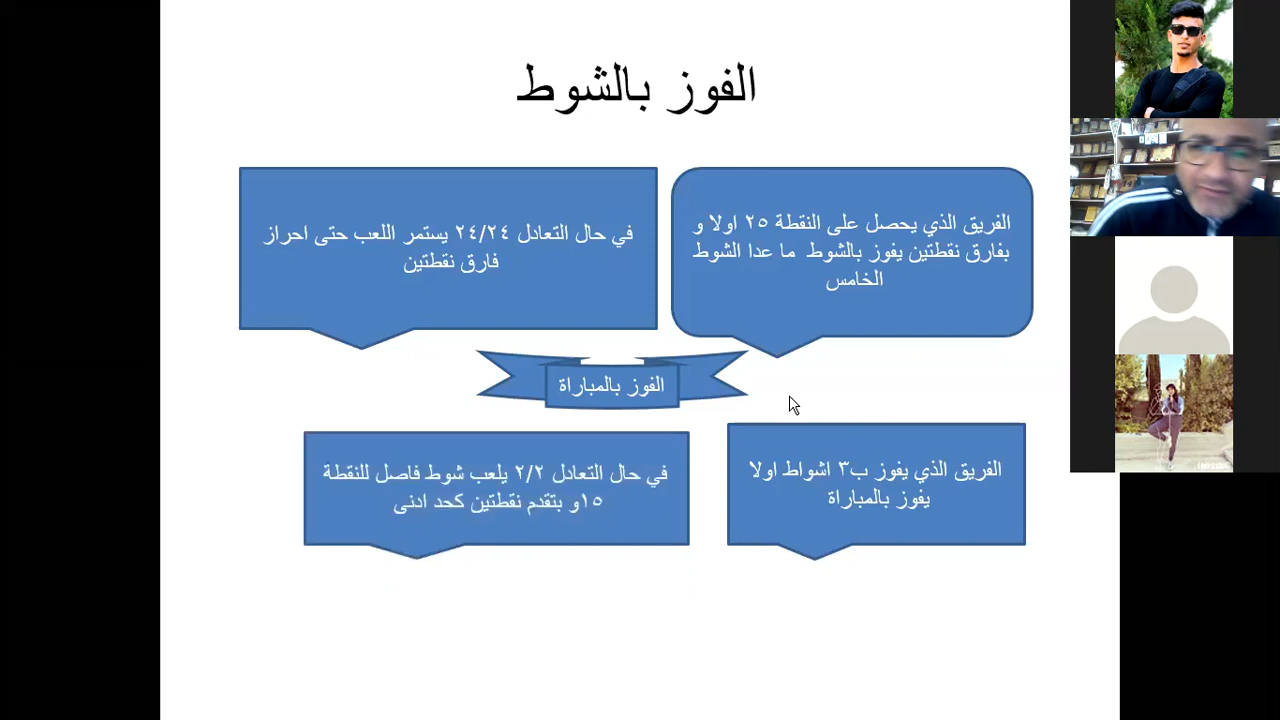 الفوز بالشوط
الفريق الذي يحصل على النقطة ٢٥ اولا و
بفارق نقطتين يفوز بالشوط ما عدا الشوط
الخامس
في حال التعادل ٢٤/٢٤ يستمر اللعب حتى احراز
فارق نقطتين
الفوز بالمباراة
الفريق الذي يفوز ب٣ اشواط اولا
يفوز بالمباراة
في حال التعادل ٢/٢ يلعب شوط فاصل للنقطة
١٥و بتقدم نقطتين كحد ادنى